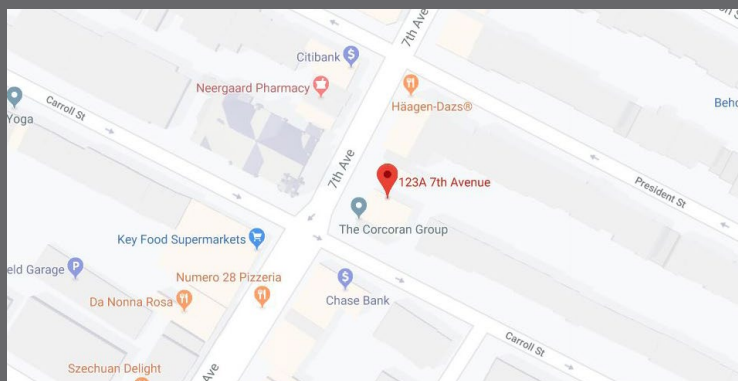 7th Ave
Citibank
Neergaard Pharmacy
Häagen-Dazs®
Carroll St
Yoga
7th Ave
123A 7th Avenue
President St
The Corcoran Group
Key Food Supermarkets
Numero 28 Pizzeria
Da Nonna Rosa
Chase Bank
Carroll St
Szechuan Delight
Ave